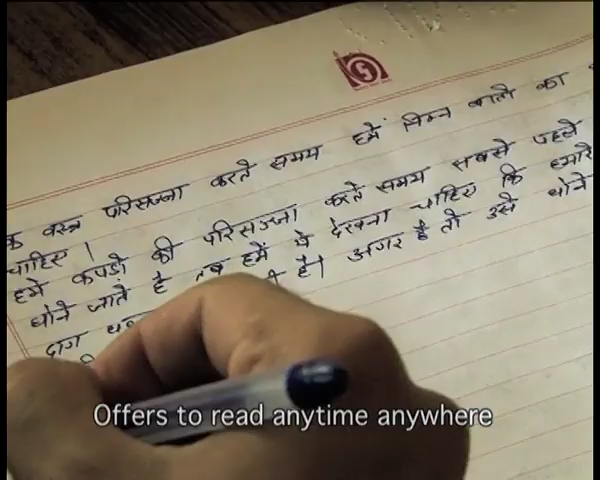 क वस्त्र परिसज्जा करते समय हमें निम्न बातो का
चाहिए ।
हमें कपड़ो की परिसज्जा करते समय सबसे पहले
धोने जाते है तब हमें ये देखना चाहिए कि हमारे
दाग है। अगर है तो उसे धोने
Offers to read anytime anywhere